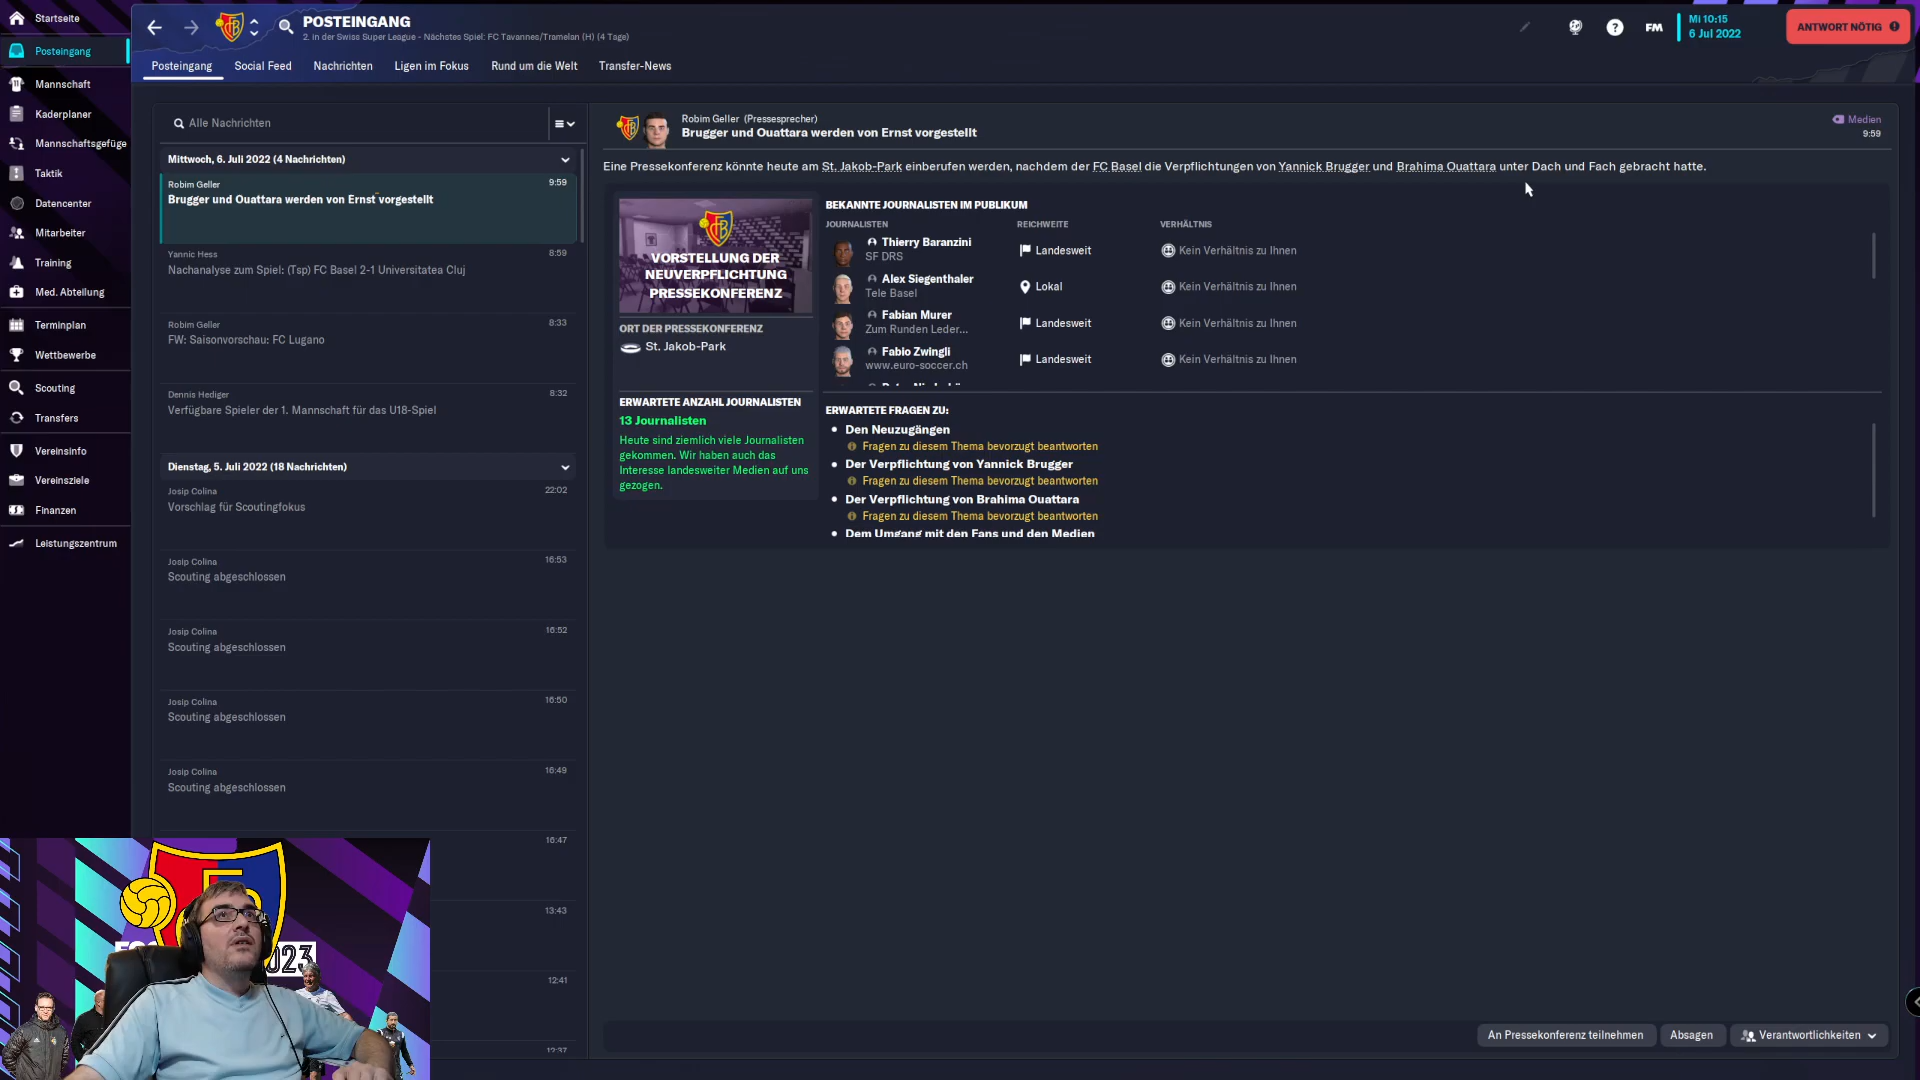 Startseite
Posteingang
Mannschaft
Kaderplaner
Mannschaftsgefüge
Taktik
Datencenter
Mitarbeiter
Training
Med. Abteilung
Terminplan
Wettbewerbe
Scouting
Transfers
Vereinsinfo
Vereinsziele
Finanzen
Leistungszentrum
POSTEINGANG
2. in der Swiss Super League - Nächstes Spiel: FC Tavannes/Tramelan (H) (4 Tage)
FM
Mi 10:15
6 Jul 2022
ANTWORT NÖTIG
Posteingang Social Feed Nachrichten Ligen im Fokus Rund um die Welt Transfer-News
Alle Nachrichten
Mittwoch, 6. Juli 2022 (4 Nachrichten)
Robim Geller 9:59
Brugger und Ouattara werden von Ernst vorgestellt
Yannic Hess 8:59
Nachanalyse zum Spiel: (Tsp) FC Basel 2-1 Universitatea Cluj
Robim Geller 8:33
FW: Saisonvorschau: FC Lugano
Dennis Hediger 8:32
Verfügbare Spieler der 1. Mannschaft für das U18-Spiel
Dienstag, 5. Juli 2022 (18 Nachrichten)
Josip Colina 22:02
Vorschlag für Scoutingfokus
Josip Colina 16:53
Scouting abgeschlossen
Josip Colina 16:52
Scouting abgeschlossen
Josip Colina 16:50
Scouting abgeschlossen
Josip Colina 16:49
Scouting abgeschlossen
16:47
13:43
12:41
12:37
Robim Geller (Pressesprecher)
Brugger und Ouattara werden von Ernst vorgestellt
Medien
9:59
Eine Pressekonferenz könnte heute am St. Jakob-Park einberufen werden, nachdem der FC Basel die Verpflichtungen von Yannick Brugger und Brahima Ouattara unter Dach und Fach gebracht hatte.
VORSTELLUNG DER
NEUVERPFLICHTUNG
PRESSEKONFERENZ
ORT DER PRESSEKONFERENZ
St. Jakob-Park
ERWARTETE ANZAHL JOURNALISTEN
13 Journalisten
Heute sind ziemlich viele Journalisten
gekommen. Wir haben auch das
Interesse landesweiter Medien auf uns
gezogen.
BEKANNTE JOURNALISTEN IM PUBLIKUM
JOURNALISTEN REICHWEITE VERHÄLTNIS
Thierry Baranzini
SF DRS
Landesweit Kein Verhältnis zu Ihnen
Alex Siegenthaler
Tele Basel
Lokal Kein Verhältnis zu Ihnen
Fabian Murer
Zum Runden Leder...
Landesweit Kein Verhältnis zu Ihnen
Fabio Zwingli
www.euro-soccer.ch
Landesweit Kein Verhältnis zu Ihnen
ERWARTETE FRAGEN ZU:
Den Neuzugängen
Fragen zu diesem Thema bevorzugt beantworten
Der Verpflichtung von Yannick Brugger
Fragen zu diesem Thema bevorzugt beantworten
Der Verpflichtung von Brahima Ouattara
Fragen zu diesem Thema bevorzugt beantworten
Dem Umgang mit den Fans und den Medien
An Pressekonferenz teilnehmen Absagen Verantwortlichkeiten